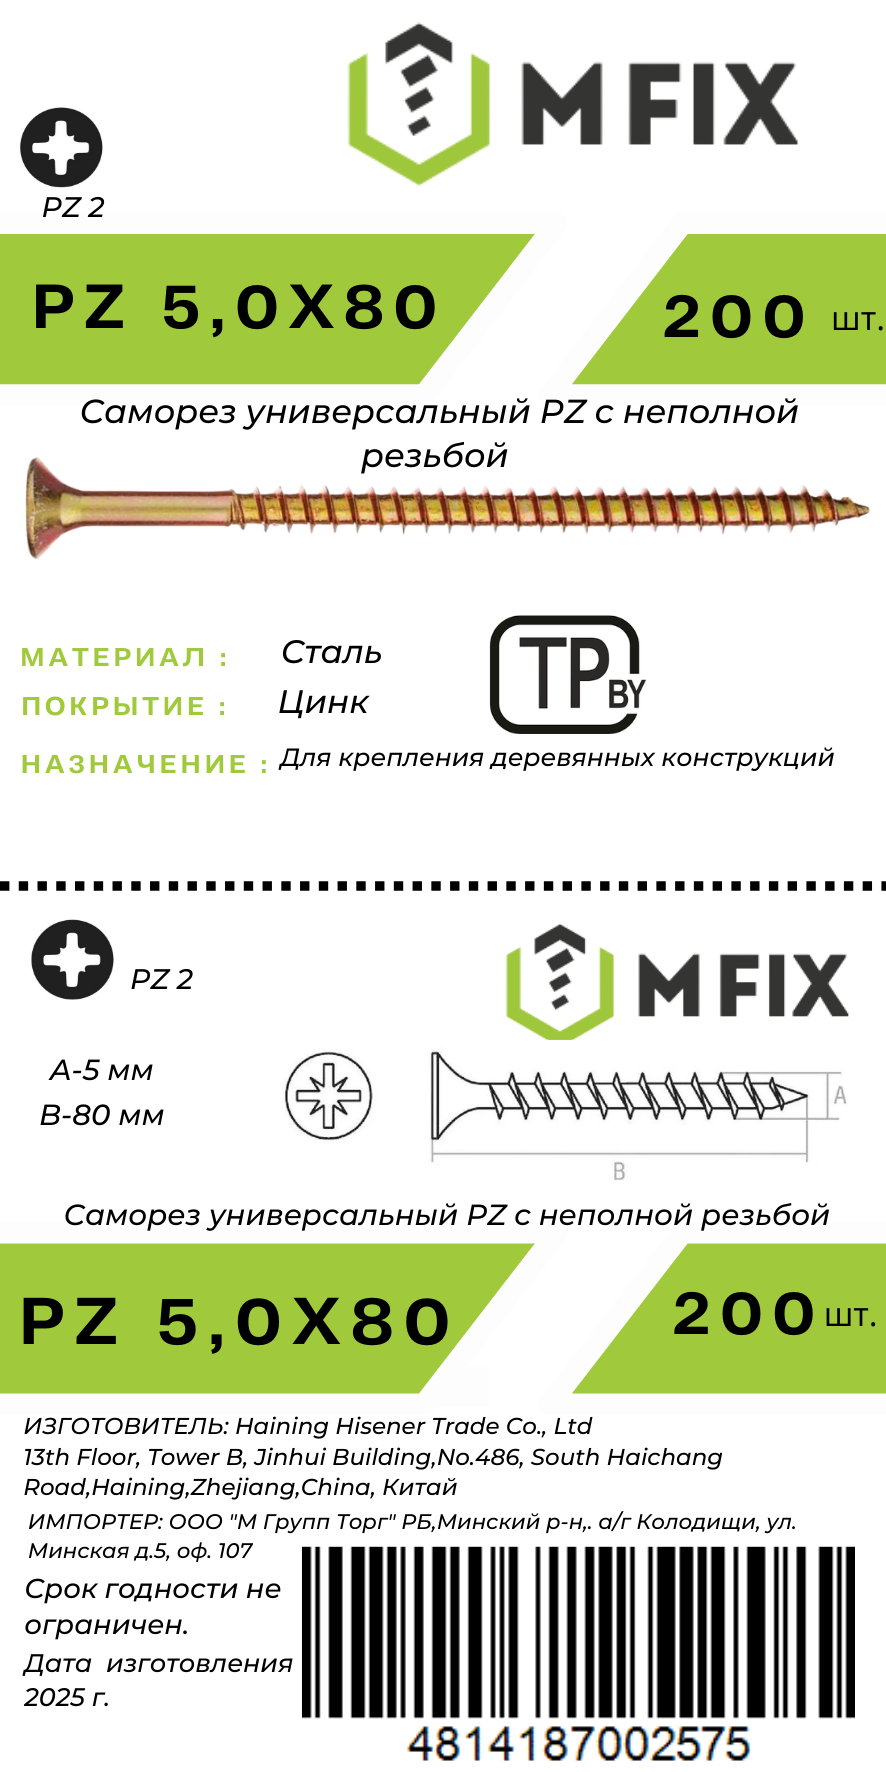 MFIX
PZ 2
PZ 5,0X80
200 шт.
Саморез универсальный PZ с неполной
резьбой
МАТЕРИАЛ : Сталь
ПОКРЫТИЕ : Цинк
TP BY
НАЗНАЧЕНИЕ : Для крепления деревянных конструкций
PZ 2
MFIX
А-5 мм
В-80 мм
A
B
Саморез универсальный PZ с неполной резьбой
PZ 5,0X80
200 шт.
ИЗГОТОВИТЕЛЬ: Haining Hisener Trade Co., Ltd
13th Floor, Tower B, Jinhui Building,No.486, South Haichang
Road,Haining,Zhejiang,China, Китай
ИМПОРТЕР: ООО "М Групп Торг" РБ,Минский р-н,. а/г Колодищи, ул.
Минская д.5, оф. 107
Срок годности не
ограничен.
Дата изготовления
2025 г.
4814187002575